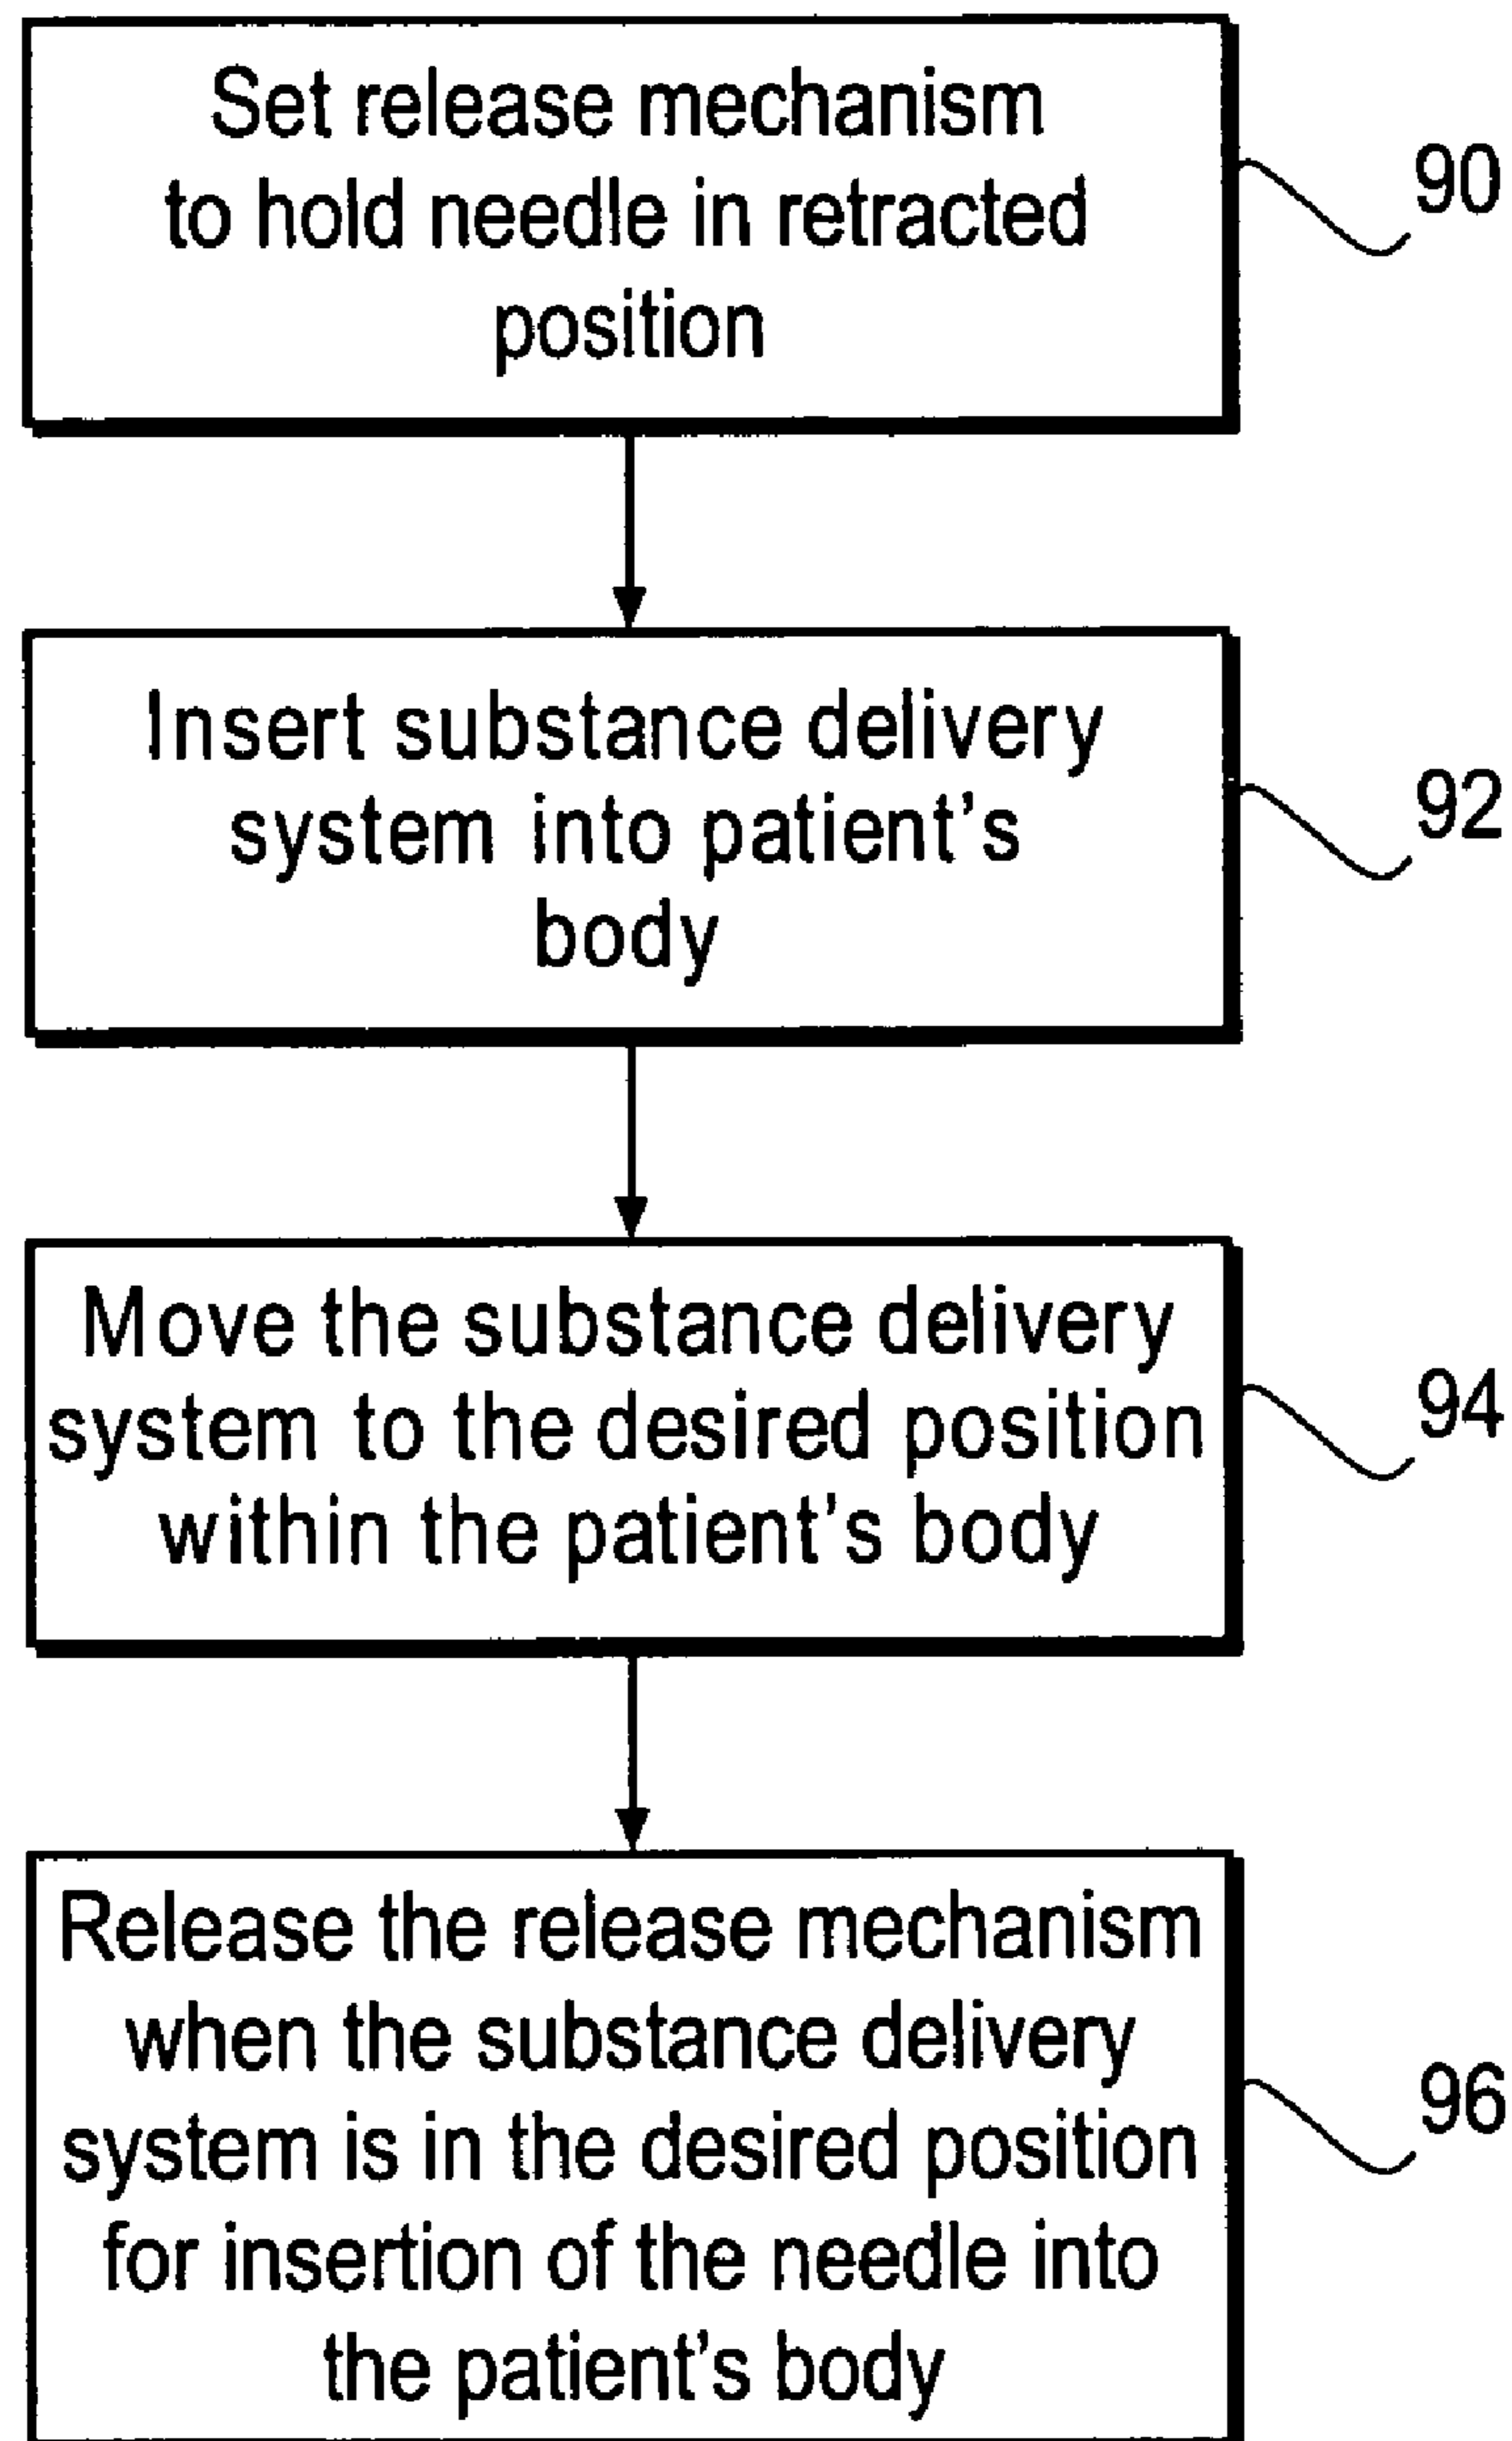 Set release mechanism
to hold needle in retracted
position
90
Insert substance delivery
system into patient's
body
92
Move the substance delivery
system to the desired position
within the patient's body
94
Release the release mechanism
when the substance delivery
system is in the desired position
for insertion of the needle into
the patient's body
96